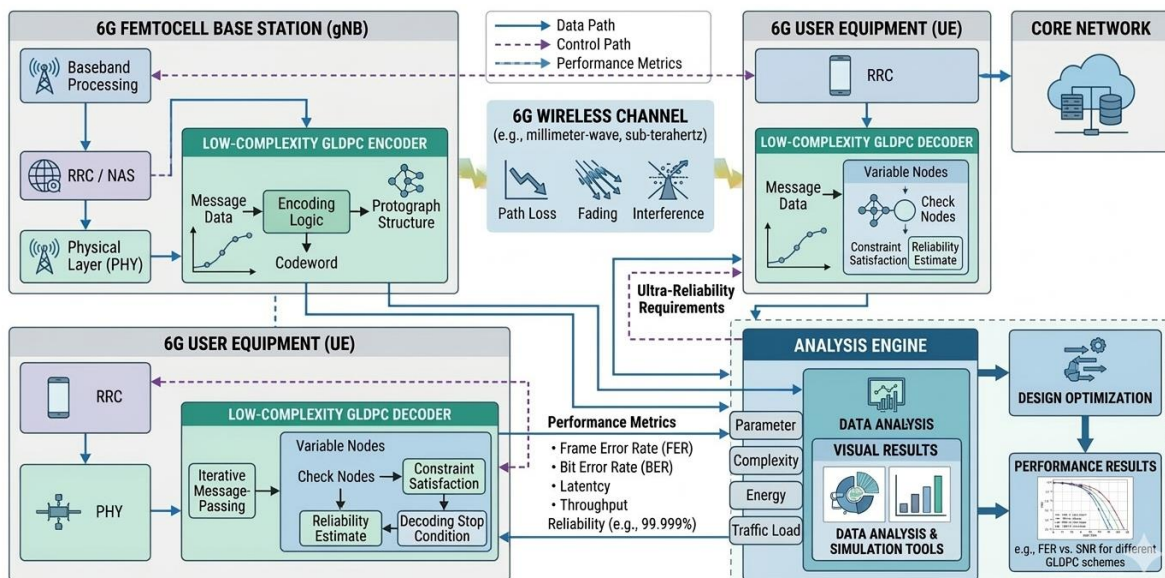 6G FEMTOCELL BASE STATION (gNB)
Baseband
Processing
RRC / NAS
Physical
Layer (PHY)
LOW-COMPLEXITY GLDPC ENCODER
Message
Data
Encoding
Logic
Protograph
Structure
Codeword
Data Path
Control Path
Performance Metrics
6G WIRELESS CHANNEL
(e.g., millimeter-wave, sub-terahertz)
Path Loss
Fading
Interference
6G USER EQUIPMENT (UE)
RRC
LOW-COMPLEXITY GLDPC DECODER
Message
Data
Variable Nodes
Check
Nodes
Constraint
Satisfaction
Reliability
Estimate
CORE NETWORK
Ultra-Reliability
Requirements
6G USER EQUIPMENT (UE)
RRC
PHY
LOW-COMPLEXITY GLDPC DECODER
Iterative
Message-
Passing
Variable Nodes
Check Nodes
Constraint
Satisfaction
Reliability
Estimate
Decoding Stop
Condition
Performance Metrics
• Frame Error Rate (FER)
• Bit Error Rate (BER)
• Latentcy
• Throughput
Reliability (e.g., 99.999%)
ANALYSIS ENGINE
Parameter
Complexity
Energy
Traffic Load
DATA ANALYSIS
VISUAL RESULTS
DATA ANALYSIS &
SIMULATION TOOLS
DESIGN OPTIMIZATION
PERFORMANCE RESULTS
e.g., FER vs. SNR for different
GLDPC schemes